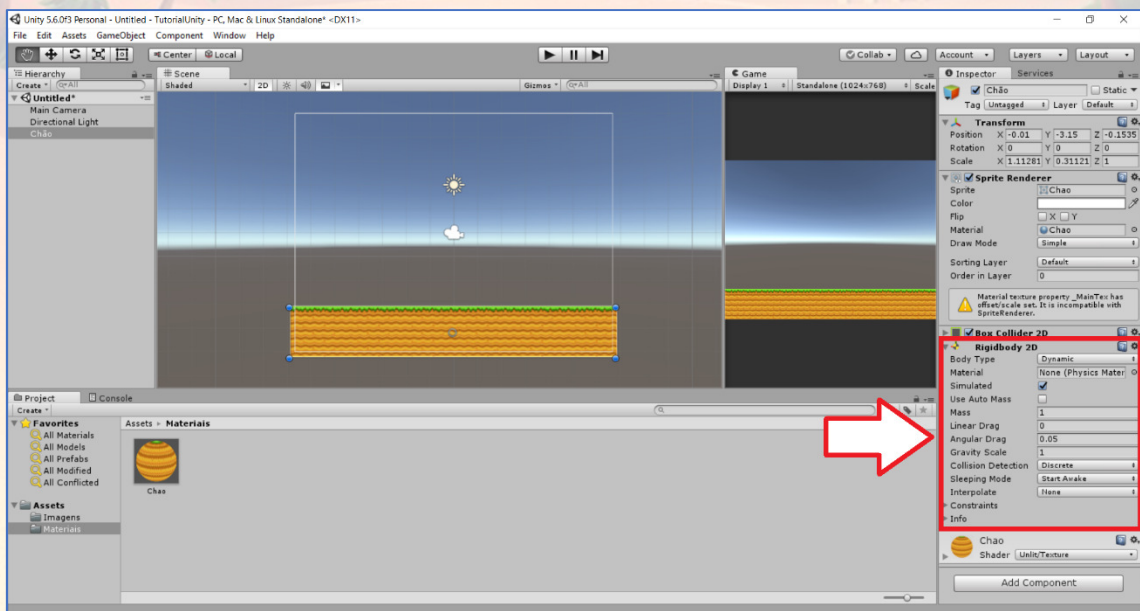 Unity 5.6.0f3 Personal - Untitled - TutorialUnity - PC, Mac & Linux Standalone* <DX11>
File Edit Assets GameObject Component Window Help
Center Local
Collab Account Layers Layout
Hierarchy
Create All
Untitled*
Main Camera
Directional Light
Chão
Scene
Shaded 2D Gizmos All
Game
Display 1 Standalone (1024x768) Scale
Inspector Services
Chão Static
Tag Untagged Layer Default
Transform
Position X -0.01 Y -3.15 Z -0.1535
Rotation X 0 Y 0 Z 0
Scale X 1.11281 Y 0.31121 Z 1
Sprite Renderer
Sprite Chao
Color
Flip X Y
Material Chao
Draw Mode Simple
Sorting Layer Default
Order in Layer 0
Material texture property _MainTex has
offset/scale set. It is incompatible with
SpriteRenderer.
Box Collider 2D
Rigidbody 2D
Body Type Dynamic
Material None (Physics Mater
Simulated
Use Auto Mass
Mass 1
Linear Drag 0
Angular Drag 0.05
Gravity Scale 1
Collision Detection Discrete
Sleeping Mode Start Awake
Interpolate None
Constraints
Info
Chao
Shader Unlit/Texture
Add Component
Project Console
Create
Favorites
All Materials
All Models
All Prefabs
All Modified
All Conflicted
Assets
Imagens
Materiais
Assets Materiais
Chao